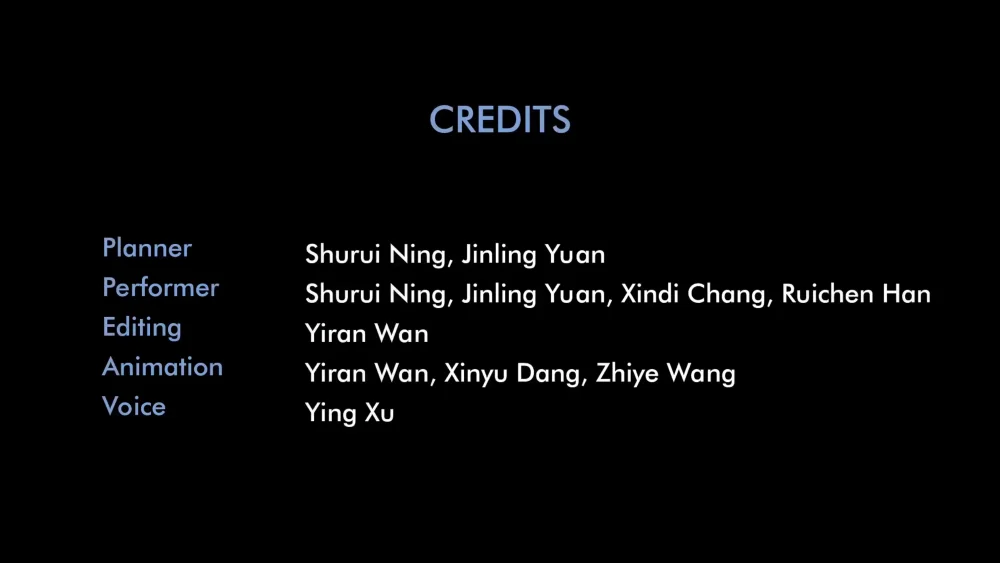 CREDITS
Planner Shurui Ning, Jinling Yuan
Performer Shurui Ning, Jinling Yuan, Xindi Chang, Ruichen Han
Editing Yiran Wan
Animation Yiran Wan, Xinyu Dang, Zhiye Wang
Voice Ying Xu